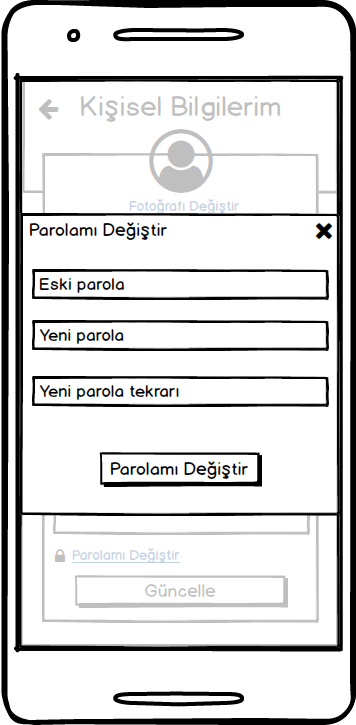 Kişisel Bilgilerim
Fotoğrafı Değiştir
Parolamı Değiştir
Eski parola
Yeni parola
Yeni parola tekrarı
Parolamı Değiştir
Parolamı Değiştir
Güncelle